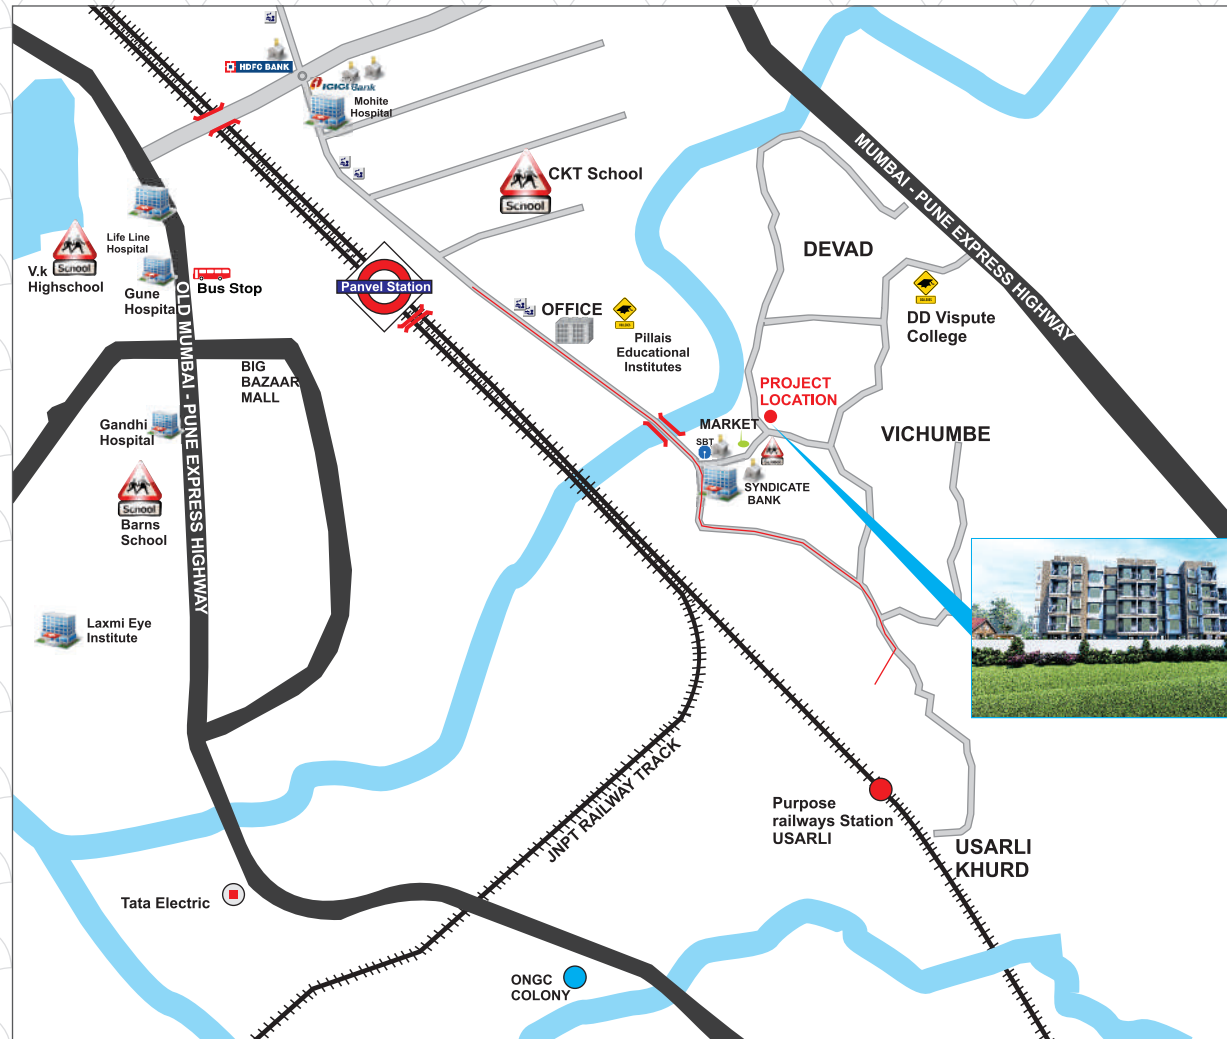 HDFC BANK
ICICI Bank
Mohite
Hospital
CKT School
School
MUMBAI - PUNE EXPRESS HIGHWAY
DEVAD
Life Line
Hospital
School
V.k
Highschool
Gune
Hospital
Bus Stop
Panvel Station
OLD MUMBAI - PUNE EXPRESS HIGHWAY
OFFICE
Pillais
Educational
Institutes
DD Vispute
College
BIG
BAZAAR
MALL
PROJECT
LOCATION
Gandhi
Hospital
MARKET
SBT
VICHUMBE
SYNDICATE
BANK
School
Barns
School
Laxmi Eye
Institute
JNPT RAILWAY TRACK
Purpose
railways Station
USARLI
USARLI
KHURD
Tata Electric
ONGC
COLONY